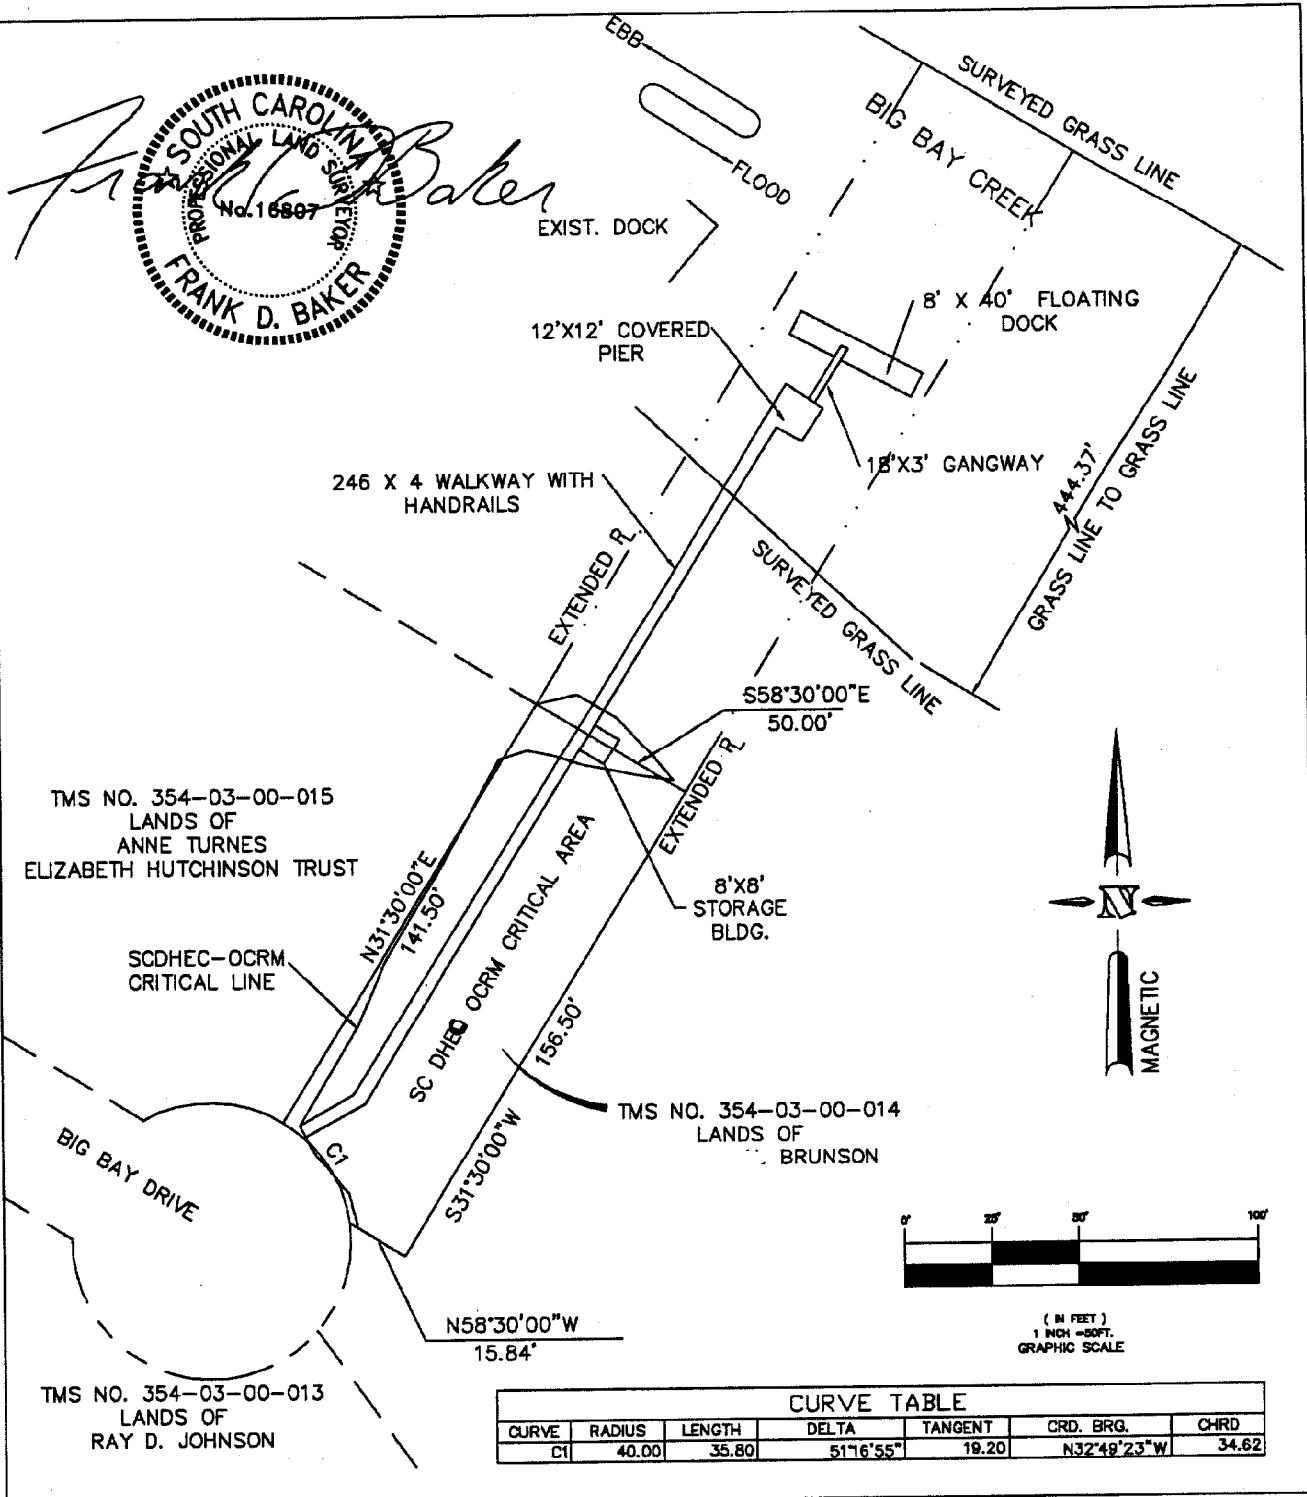 EBB
FLOOD
SURVEYED GRASS LINE
BIG BAY CREEK
SOUTH CAROLINA
PROFESSIONAL LAND SURVEYOR
No.16807
FRANK D. BAKER
Frank D Baker
EXIST. DOCK
8' X 40' FLOATING
DOCK
12'X12' COVERED
PIER
18'X3' GANGWAY
444.37'
GRASS LINE TO GRASS LINE
246 X 4 WALKWAY WITH
HANDRAILS
EXTENDED PL
SURVEYED GRASS LINE
S58°30'00"E
50.00'
EXTENDED PL
TMS NO. 354-03-00-015
LANDS OF
ANNE TURNES
ELIZABETH HUTCHINSON TRUST
N31°30'00"E
141.50'
8'X8'
STORAGE
BLDG.
SCDHEC-OCRM
CRITICAL LINE
SC DHEC OCRM CRITICAL AREA
S31°30'00"W
156.50'
N
MAGNETIC
TMS NO. 354-03-00-014
LANDS OF
BRUNSON
C1
BIG BAY DRIVE
0' 25' 50' 100'
( IN FEET )
1 INCH =50FT.
GRAPHIC SCALE
N58°30'00"W
15.84'
TMS NO. 354-03-00-013
LANDS OF
RAY D. JOHNSON
CURVE TABLE
CURVE RADIUS LENGTH DELTA TANGENT CRD. BRG. CHRD
C1 40.00 35.80 51°16'55" 19.20 N32°49'23"W 34.62